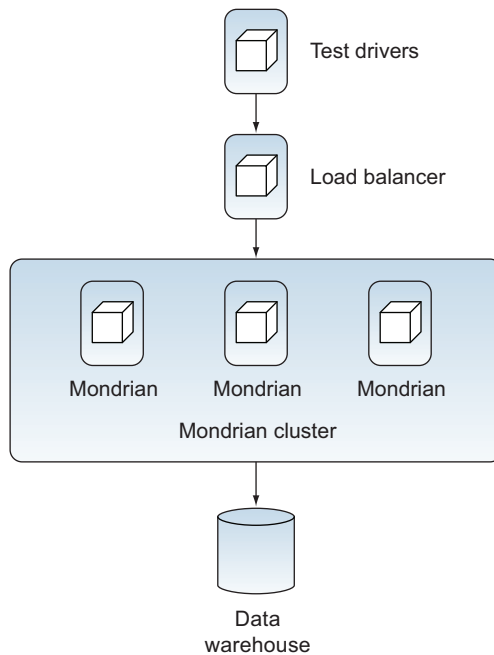 Test drivers
Load balancer
Mondrian
Mondrian
Mondrian
Mondrian cluster
Data
warehouse